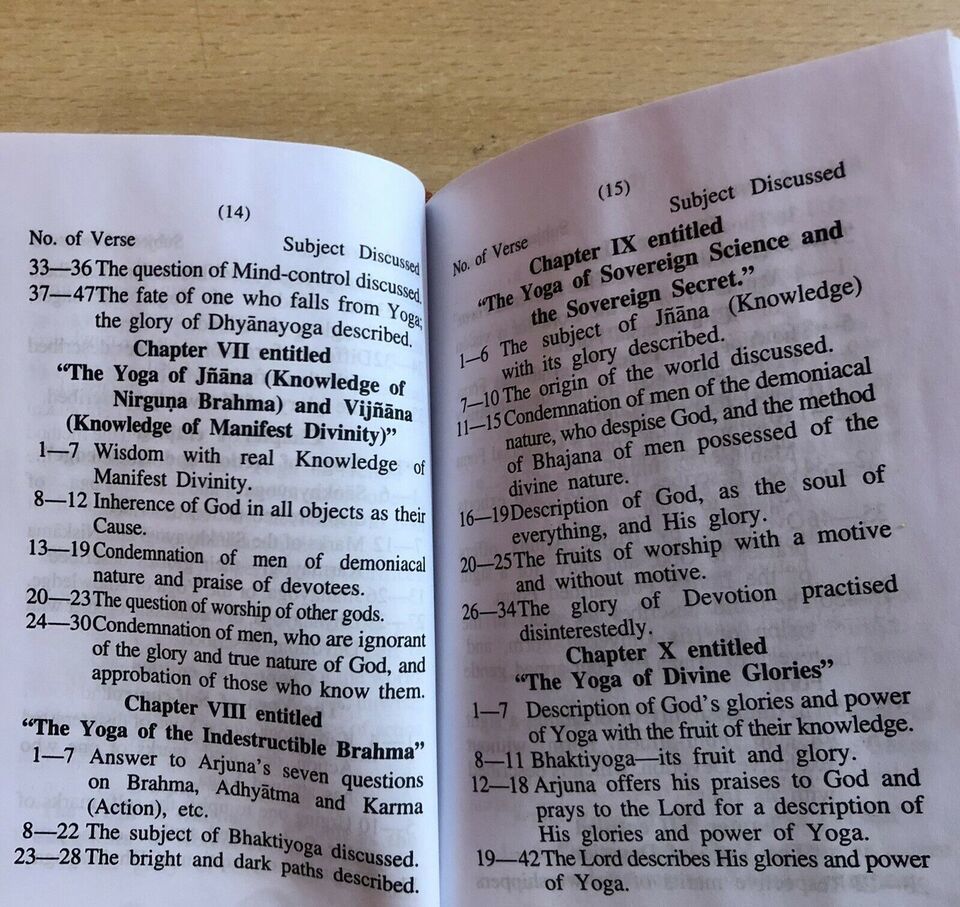 (14)
No. of Verse Subject Discussed
33—36 The question of Mind-control discussed.
37—47 The fate of one who falls from Yoga;
the glory of Dhyānayoga described.
Chapter VII entitled
“The Yoga of Jñāna (Knowledge of
Nirguṇa Brahma) and Vijñāna
(Knowledge of Manifest Divinity)”
1—7 Wisdom with real Knowledge of
Manifest Divinity.
8—12 Inherence of God in all objects as their
Cause.
13—19 Condemnation of men of demoniacal
nature and praise of devotees.
20—23 The question of worship of other gods.
24—30 Condemnation of men, who are ignorant
of the glory and true nature of God, and
approbation of those who know them.
Chapter VIII entitled
“The Yoga of the Indestructible Brahma”
1—7 Answer to Arjuna's seven questions
on Brahma, Adhyātma and Karma
(Action), etc.
8—22 The subject of Bhaktiyoga discussed.
23—28 The bright and dark paths described.
(15)
No. of Verse Subject Discussed
Chapter IX entitled
“The Yoga of Sovereign Science and
the Sovereign Secret.”
1—6 The subject of Jñāna (Knowledge)
with its glory described.
7—10 The origin of the world discussed.
11—15 Condemnation of men of the demoniacal
nature, who despise God, and the method
of Bhajana of men possessed of the
divine nature.
16—19 Description of God, as the soul of
everything, and His glory.
20—25 The fruits of worship with a motive
and without motive.
26—34 The glory of Devotion practised
disinterestedly.
Chapter X entitled
“The Yoga of Divine Glories”
1—7 Description of God's glories and power
of Yoga with the fruit of their knowledge.
8—11 Bhaktiyoga—its fruit and glory.
12—18 Arjuna offers his praises to God and
prays to the Lord for a description of
His glories and power of Yoga.
19—42 The Lord describes His glories and power
of Yoga.